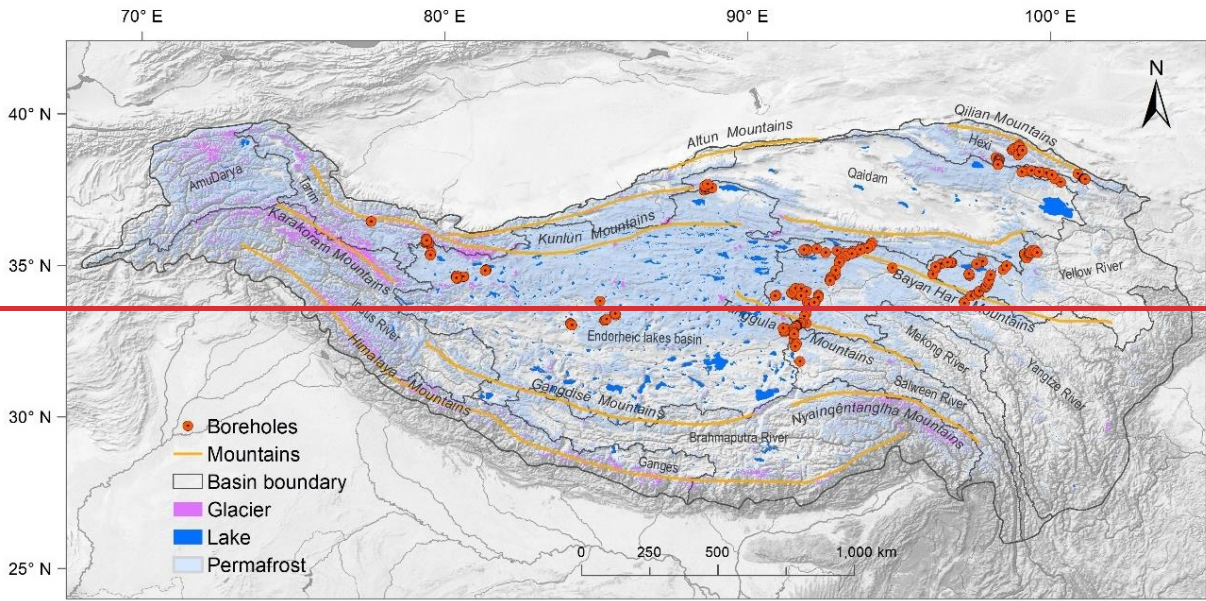 70° E 80° E 90° E 100° E
N
40° N
Qilian Mountains
Altun Mountains
Hexi
Qaidam
AmuDarya
Tarim
Karakoram Mountains
Kunlun Mountains
35° N
Yellow River
Bayan Har Mountains
Indus River
Endorheic lakes basin
Mountains
Mekong River
Himalaya Mountains
Yangtze River
Gangdisê Mountains
Salween River
30° N
Nyainqêntanglha Mountains
Boreholes
Brahmaputra River
Mountains
Ganges
Basin boundary
Glacier
Lake
0 250 500 1,000 km
Permafrost
25° N